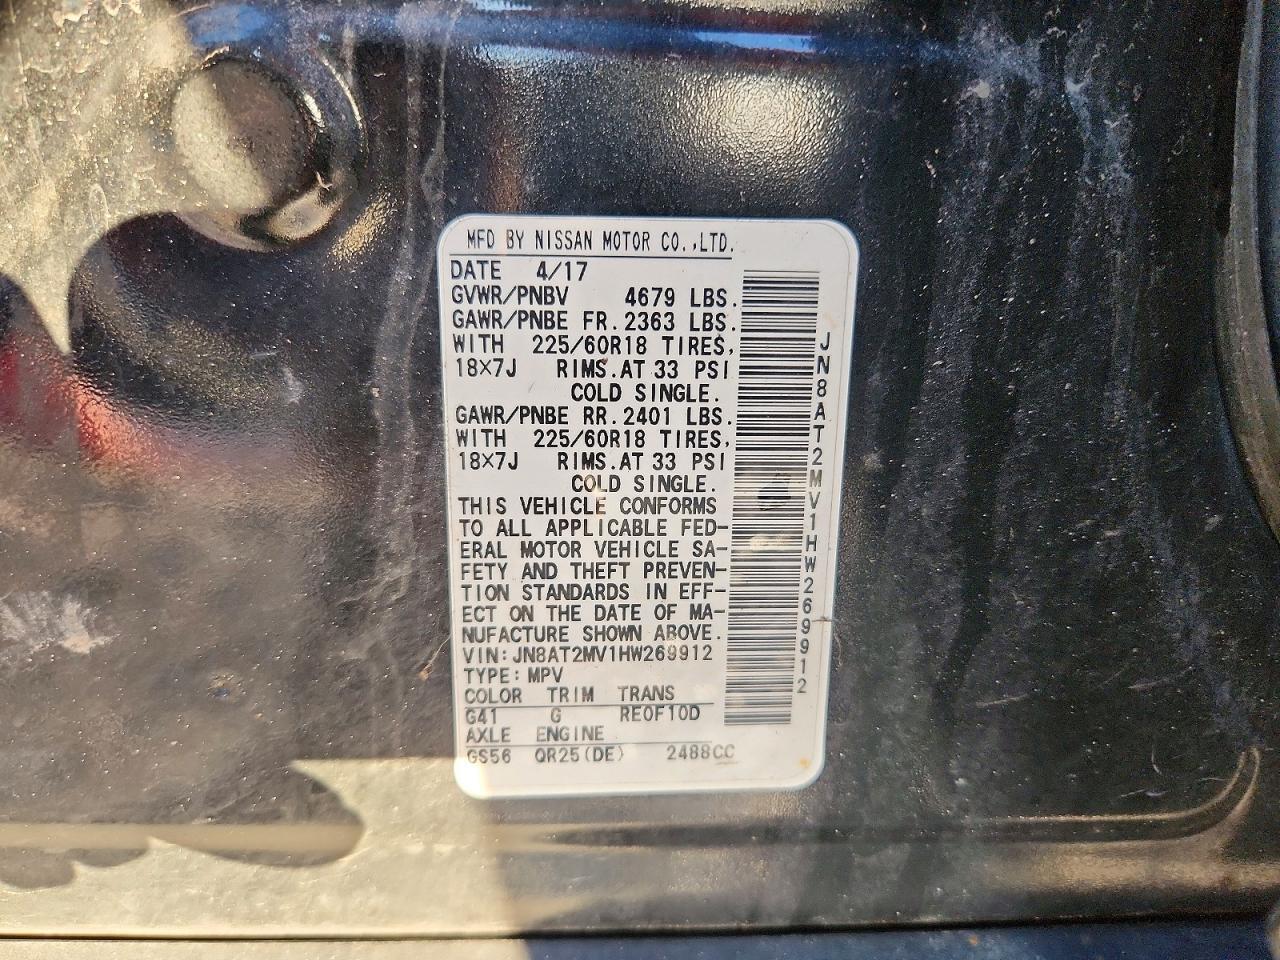 MFD BY NISSAN MOTOR CO.,LTD.
DATE 4/17
GVWR/PNBV 4679 LBS.
GAWR/PNBE FR. 2363 LBS.
WITH 225/60R18 TIRES,
18×7J RIMS. AT 33 PSI
COLD SINGLE.
GAWR/PNBE RR. 2401 LBS.
WITH 225/60R18 TIRES,
18×7J RIMS. AT 33 PSI
COLD SINGLE.
THIS VEHICLE CONFORMS
TO ALL APPLICABLE FED-
ERAL MOTOR VEHICLE SA-
FETY AND THEFT PREVEN-
TION STANDARDS IN EFF-
ECT ON THE DATE OF MA-
NUFACTURE SHOWN ABOVE.
VIN: JN8AT2MV1HW269912
TYPE: MPV
COLOR TRIM TRANS
G41 G RE0F10D
AXLE ENGINE
GS56 QR25(DE) 2488CC
JN8AT2MV1HW269912